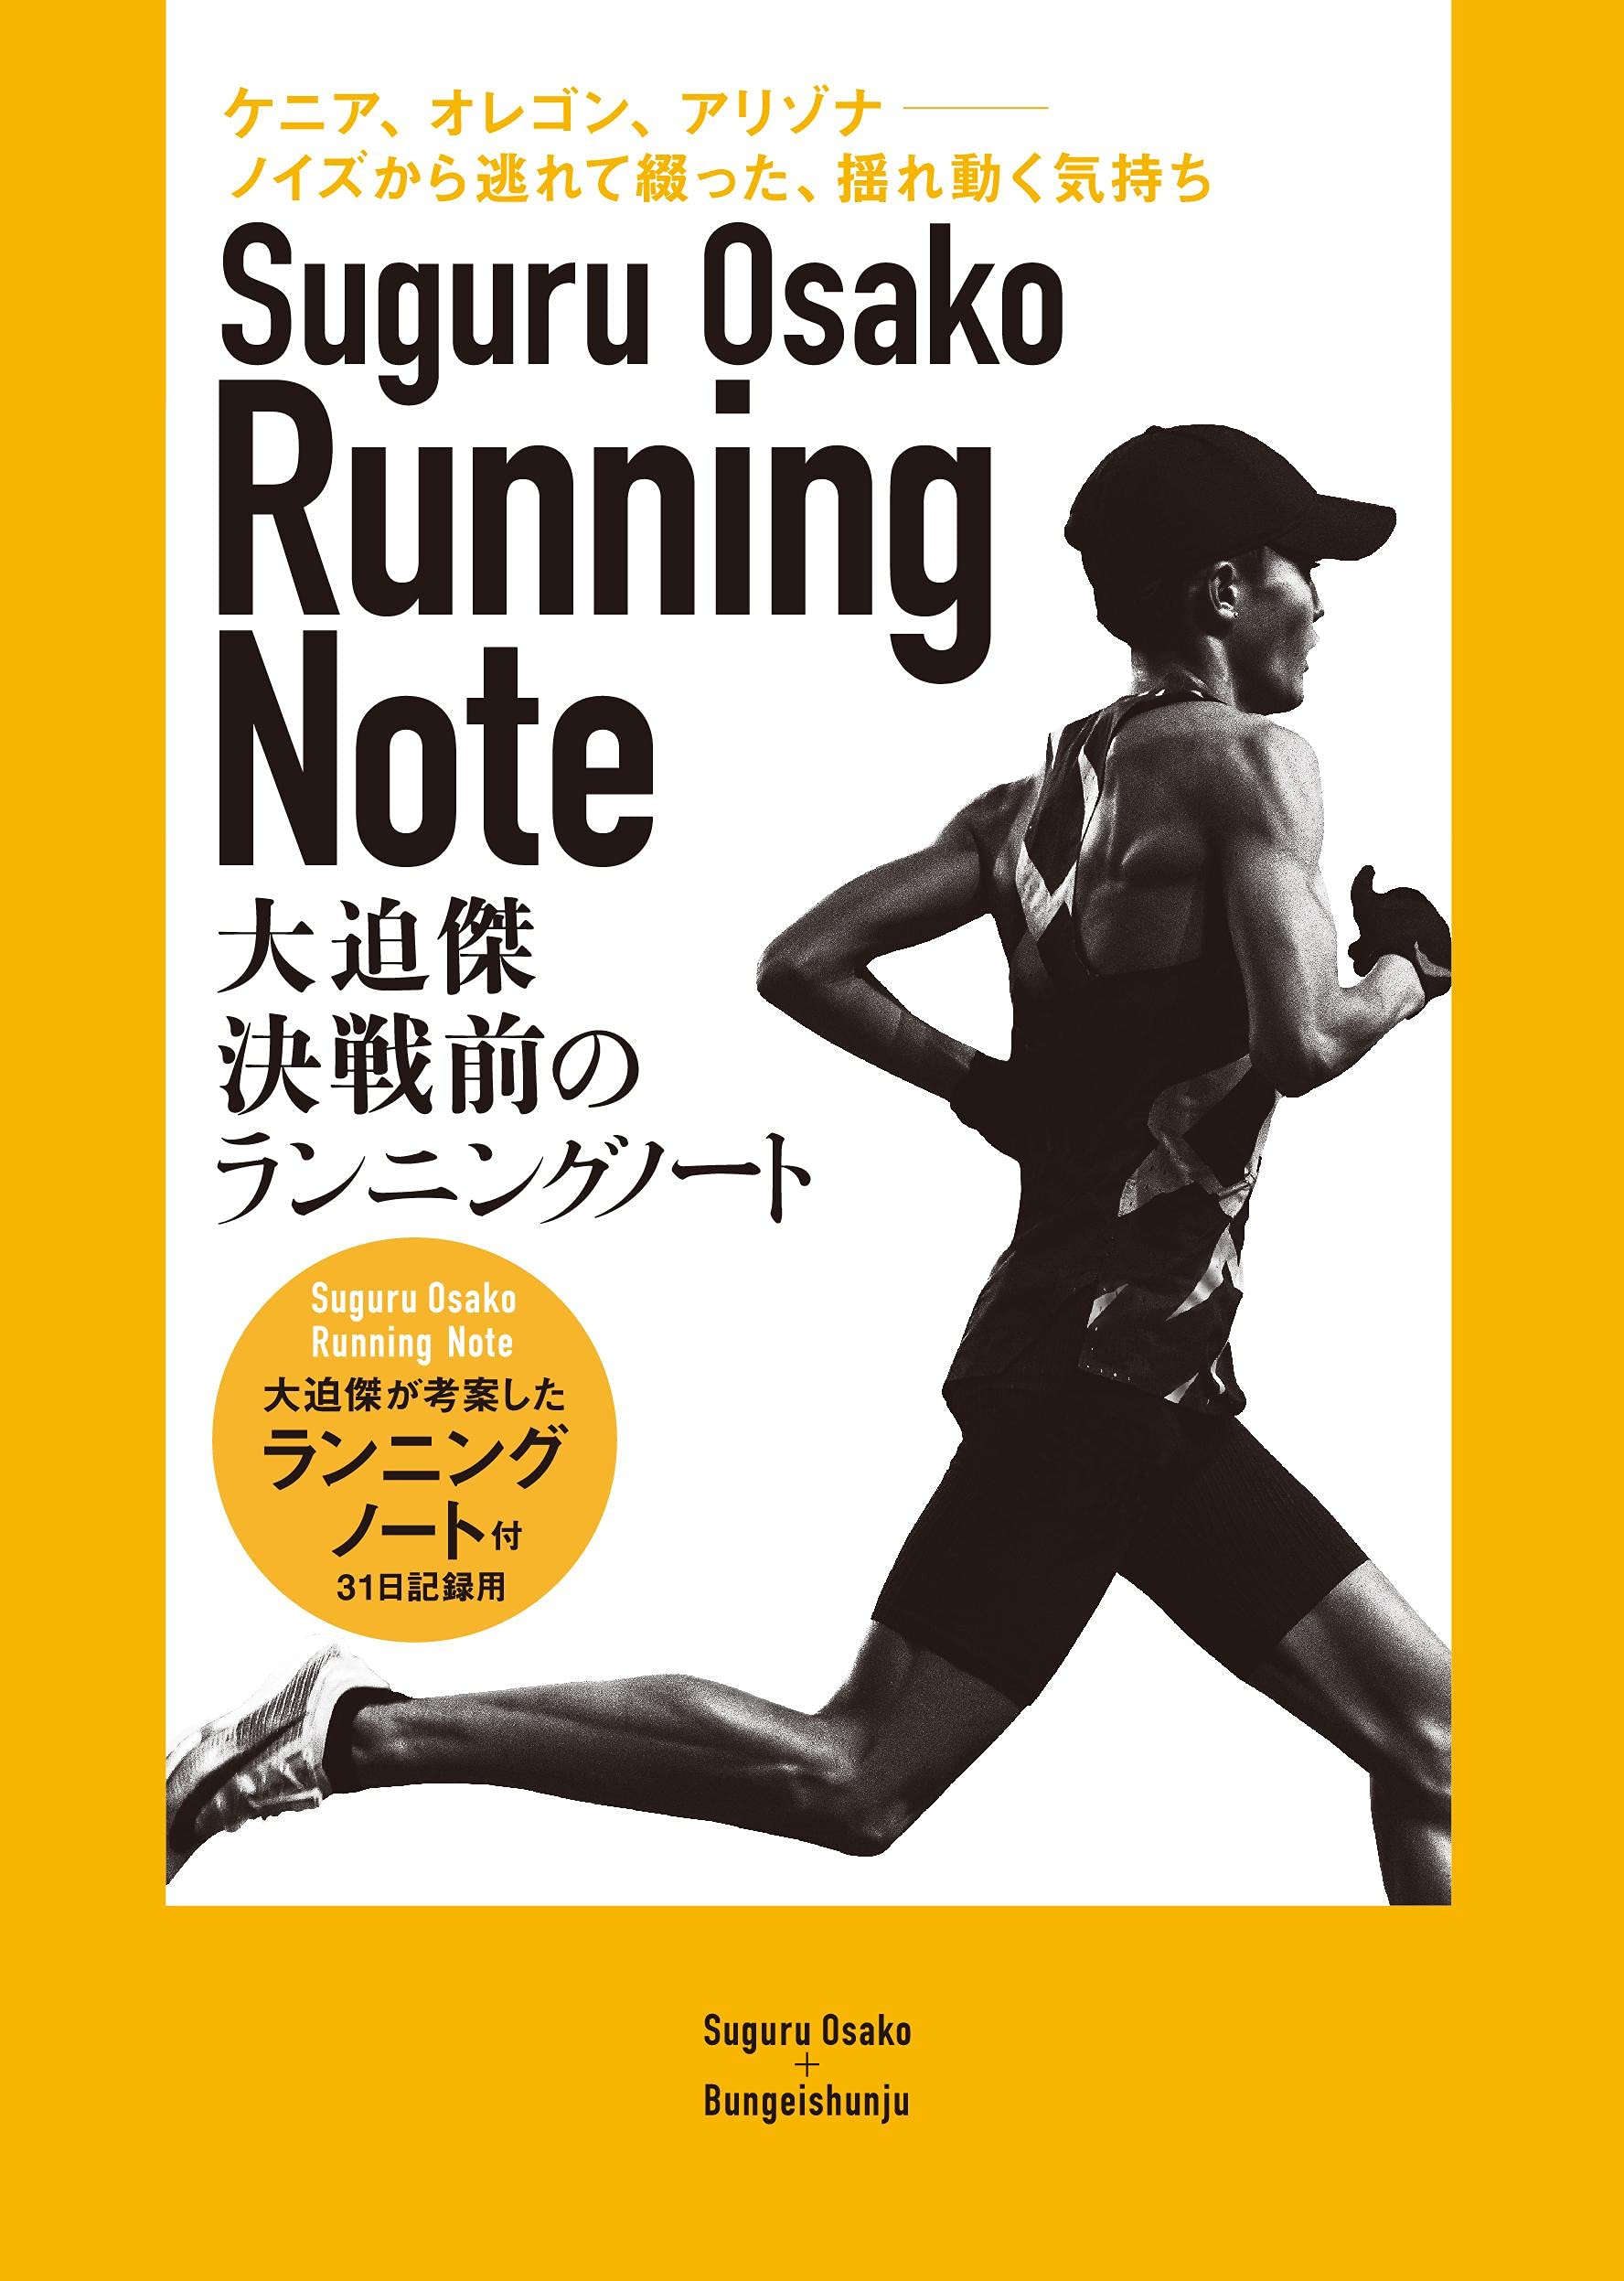 ケニア、オレゴン、アリゾナ――
ノイズから逃れて綴った、揺れ動く気持ち
Suguru Osako
Running
Note
大迫傑
決戦前の
ランニングノート
Suguru Osako
Running Note
大迫傑が考案した
ランニング
ノート付
31日記録用
Suguru Osako
+
Bungeishunju